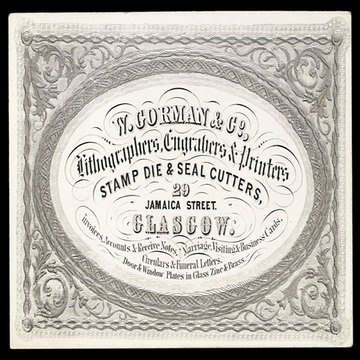 W. GORMAN & Co.,
Lithographers, Engravers & Printers
STAMP DIE & SEAL CUTTERS,
29
JAMAICA STREET.
GLASGOW.
Invoices, Accounts & Receive Notes, Marriage, Visiting & Business Cards,
Circulars & Funeral Letters.
Door & Window Plates in Glass Zinc & Brass.